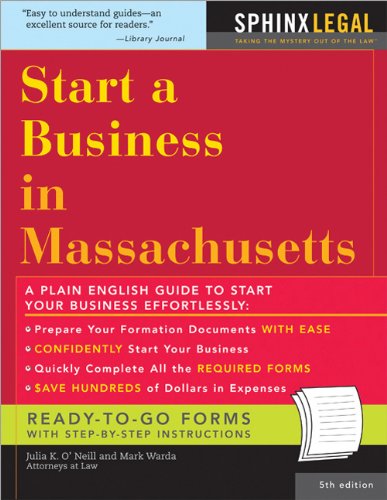 "Easy to understand guides—an
excellent source for readers."
—Library Journal
SPHINXLEGAL
TAKING THE MYSTERY OUT OF THE LAW
Start a
Business
in
Massachusetts
A PLAIN ENGLISH GUIDE TO START
YOUR BUSINESS EFFORTLESSLY:
Prepare Your Formation Documents WITH EASE
CONFIDENTLY Start Your Business
Quickly Complete All the REQUIRED FORMS
$AVE HUNDREDS of Dollars in Expenses
READY-TO-GO FORMS
WITH STEP-BY-STEP INSTRUCTIONS
Julia K. O' Neill and Mark Warda
Attorneys at Law
5th edition